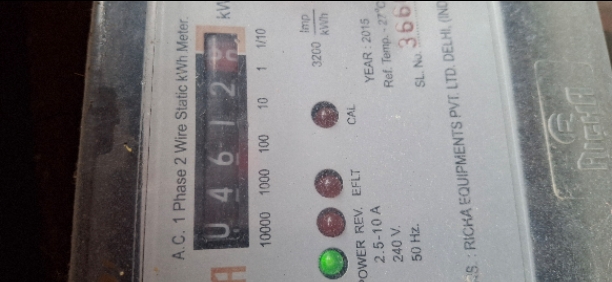 A.C. 1 Phase 2 Wire Static kWh Meter.
4 6 1 2
10000 1000 100 10 1 1/10
Imp
3200 kWh
POWER REV. EFLT CAL
2.5-10 A
240 V.
50 Hz.
YEAR : 2015
Ref. Temp.-27°C
SL. No. 366
RICHA EQUIPMENTS PVT. LTD. DELHI,